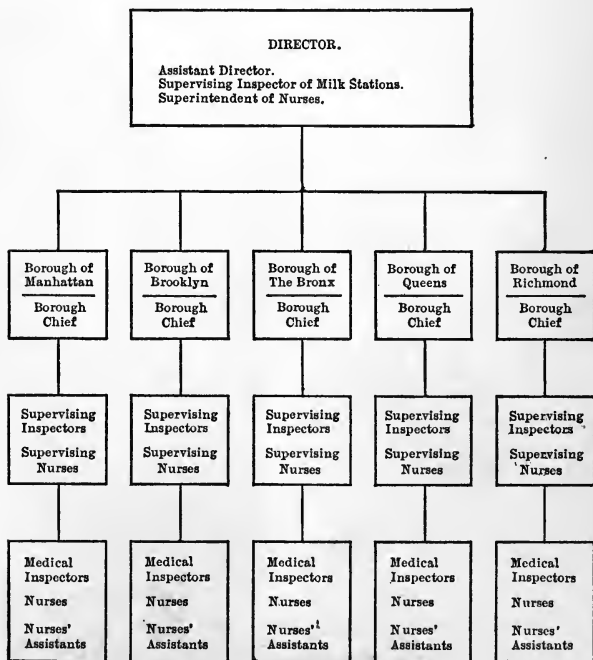 DIRECTOR.
Assistant Director.
Supervising Inspector of Milk Stations.
Superintendent of Nurses.
Borough of
Manhattan
Borough
Chief
Borough of
Brooklyn
Borough
Chief
Borough of
The Bronx
Borough
Chief
Borough of
Queens
Borough
Chief
Borough of
Richmond
Borough
Chief
Supervising
Inspectors
Supervising
Nurses
Supervising
Inspectors
Supervising
Nurses
Supervising
Inspectors
Supervising
Nurses
Supervising
Inspectors
Supervising
Nurses
Supervising
Inspectors
Supervising
Nurses
Medical
Inspectors
Nurses
Nurses'
Assistants
Medical
Inspectors
Nurses
Nurses'
Assistants
Medical
Inspectors
Nurses
Nurses'
Assistants
Medical
Inspectors
Nurses
Nurses'
Assistants
Medical
Inspectors
Nurses
Nurses'
Assistants